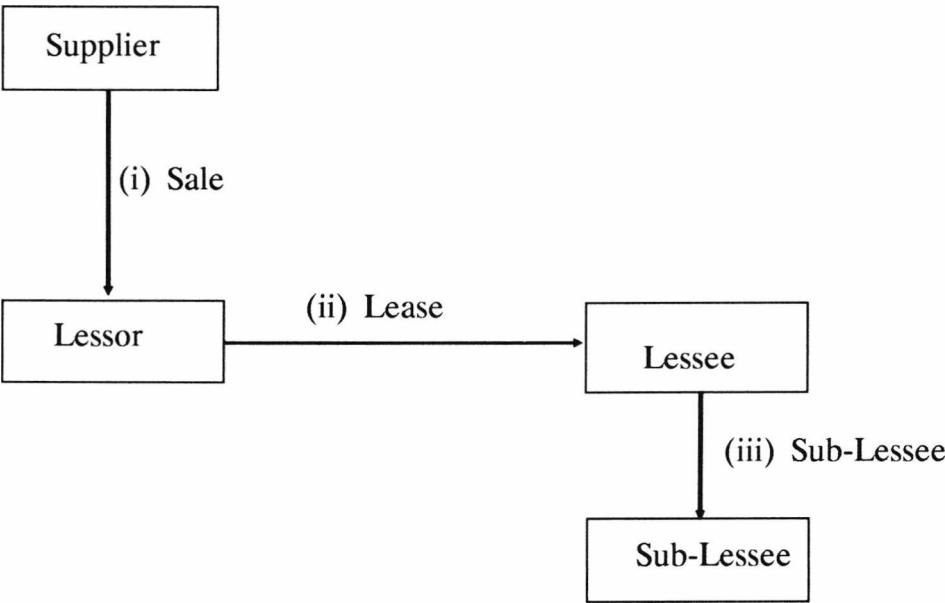 Supplier
(i) Sale
(ii) Lease
Lessor
Lessee
(iii) Sub-Lessee
Sub-Lessee